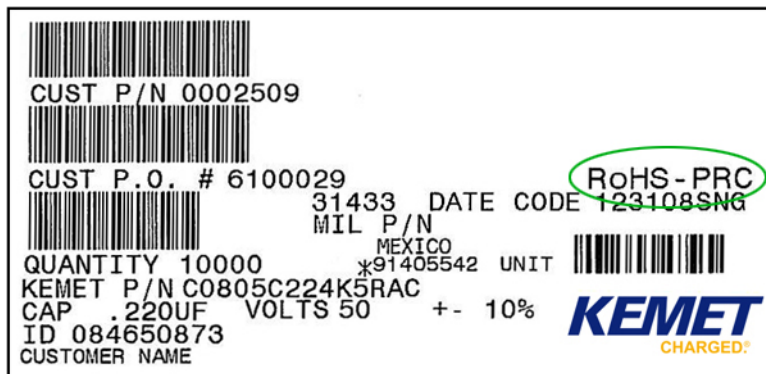 CUST P/N 0002509
CUST P.O. # 6100029
RoHS-PRC
31433 DATE CODE 123108SNG
MIL P/N
MEXICO
QUANTITY 10000 *91405542 UNIT
KEMET P/N C0805C224K5RAC
CAP .220UF VOLTS 50 +- 10%
ID 084650873
CUSTOMER NAME
KEMET
CHARGED.®